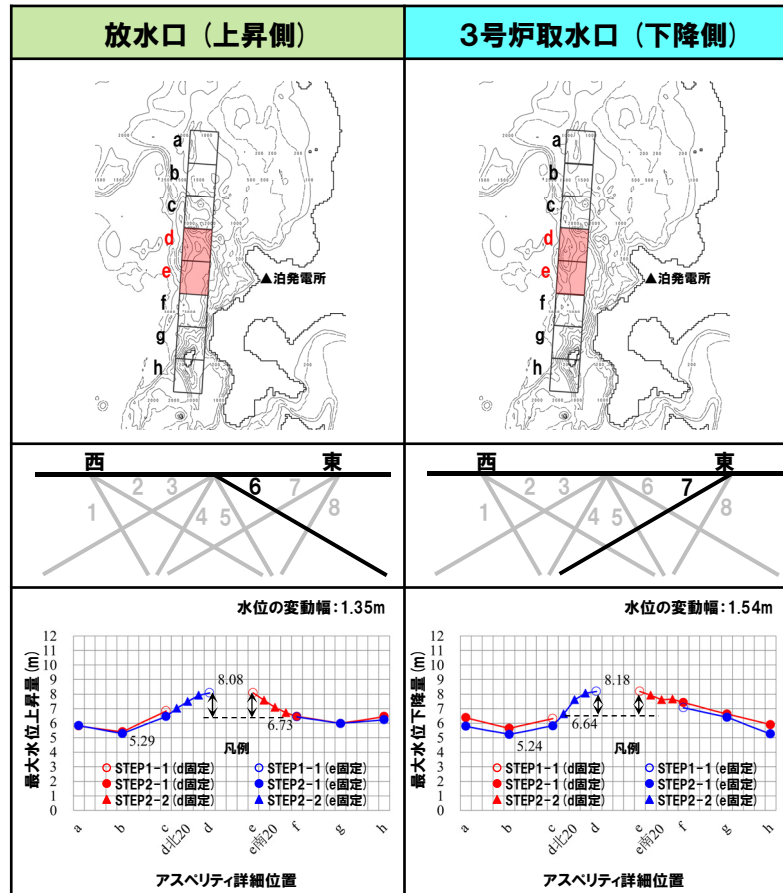 放水口（上昇側）
3号炉取水口（下降側）
a
b
c
d
e
f
g
h
▲泊発電所
a
b
c
d
e
f
g
h
▲泊発電所
西
東
1
2
3
4
5
6
7
8
西
東
1
2
3
4
5
6
7
8
水位の変動幅：1.35m
最大水位上昇量(m)
12
11
10
9
8
7
6
5
4
3
2
1
0
8.08
6.73
5.29
凡例
STEP1-1(d固定)
STEP1-1(e固定)
STEP2-1(d固定)
STEP2-1(e固定)
STEP2-2(d固定)
STEP2-2(e固定)
a
b
c
d北20
d
e
e南20
f
g
h
アスペリティ詳細位置
水位の変動幅：1.54m
最大水位下降量(m)
12
11
10
9
8
7
6
5
4
3
2
1
0
8.18
6.64
5.24
凡例
STEP1-1(d固定)
STEP1-1(e固定)
STEP2-1(d固定)
STEP2-1(e固定)
STEP2-2(d固定)
STEP2-2(e固定)
a
b
c
d北20
d
e
e南20
f
g
h
アスペリティ詳細位置